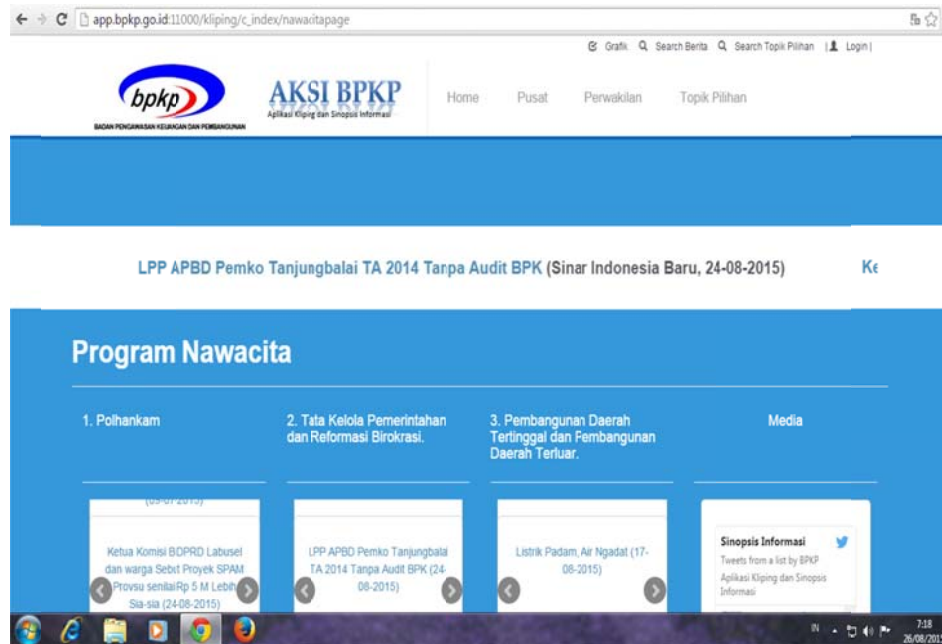 app.bpkp.go.id:11000/kliping/c_index/nawacitapage
Grafik Search Berita Search Topik Pilihan | Login |
bpkp
BADAN PENGAWASAN KEUANGAN DAN PEMBANGUNAN
AKSI BPKP
Aplikasi Kliping dan Sinopsis Informasi
Home Pusat Perwakilan Topik Pilihan
LPP APBD Pemko Tanjungbalai TA 2014 Tanpa Audit BPK (Sinar Indonesia Baru, 24-08-2015) Ke
Program Nawacita
1. Polhankam
2. Tata Kelola Pemerintahan
dan Reformasi Birokrasi.
3. Pembangunan Daerah
Tertinggal dan Pembangunan
Daerah Terluar.
Media
Ketua Komisi BDPRD Labusel
dan warga Sebut Proyek SPAM
Provsu senilaiRp 5 M Lebih
Sia-sia (24-08-2015)
LPP APBD Pemko Tanjungbalai
TA 2014 Tanpa Audit BPK (24-
08-2015)
Listrik Padam, Air Ngadat (17-
08-2015)
Sinopsis Informasi
Tweets from a list by BPKP
Aplikasi Kliping dan Sinopsis
Informasi
IN
7:18
26/08/2015